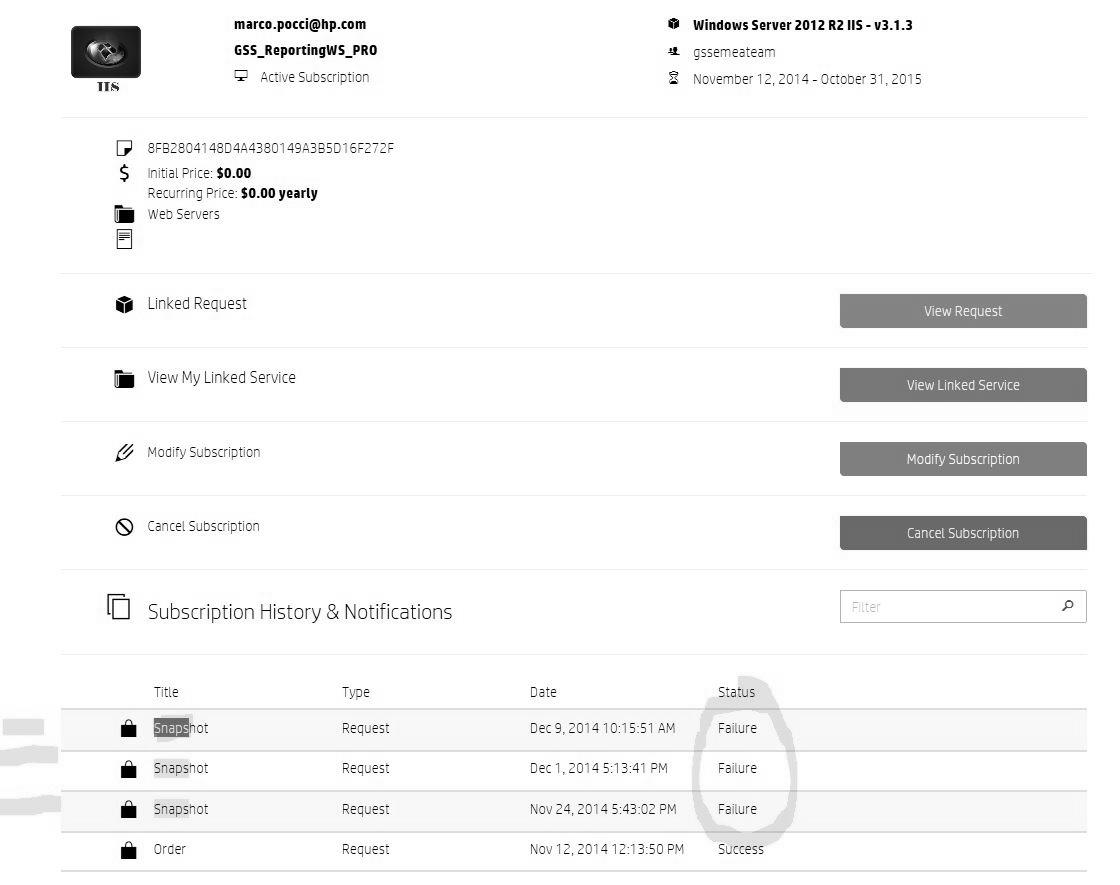 IIS
marco.pocci@hp.com
GSS_ReportingWS_PRO
Active Subscription
Windows Server 2012 R2 IIS - v3.1.3
gssemeateam
November 12, 2014 - October 31, 2015
8FB2804148D4A4380149A3B5D16F272F
Initial Price: $0.00
Recurring Price: $0.00 yearly
Web Servers
Linked Request
View Request
View My Linked Service
View Linked Service
Modify Subscription
Modify Subscription
Cancel Subscription
Cancel Subscription
Subscription History & Notifications
Filter
Title Type Date Status
Snapshot Request Dec 9, 2014 10:15:51 AM Failure
Snapshot Request Dec 1, 2014 5:13:41 PM Failure
Snapshot Request Nov 24, 2014 5:43:02 PM Failure
Order Request Nov 12, 2014 12:13:50 PM Success